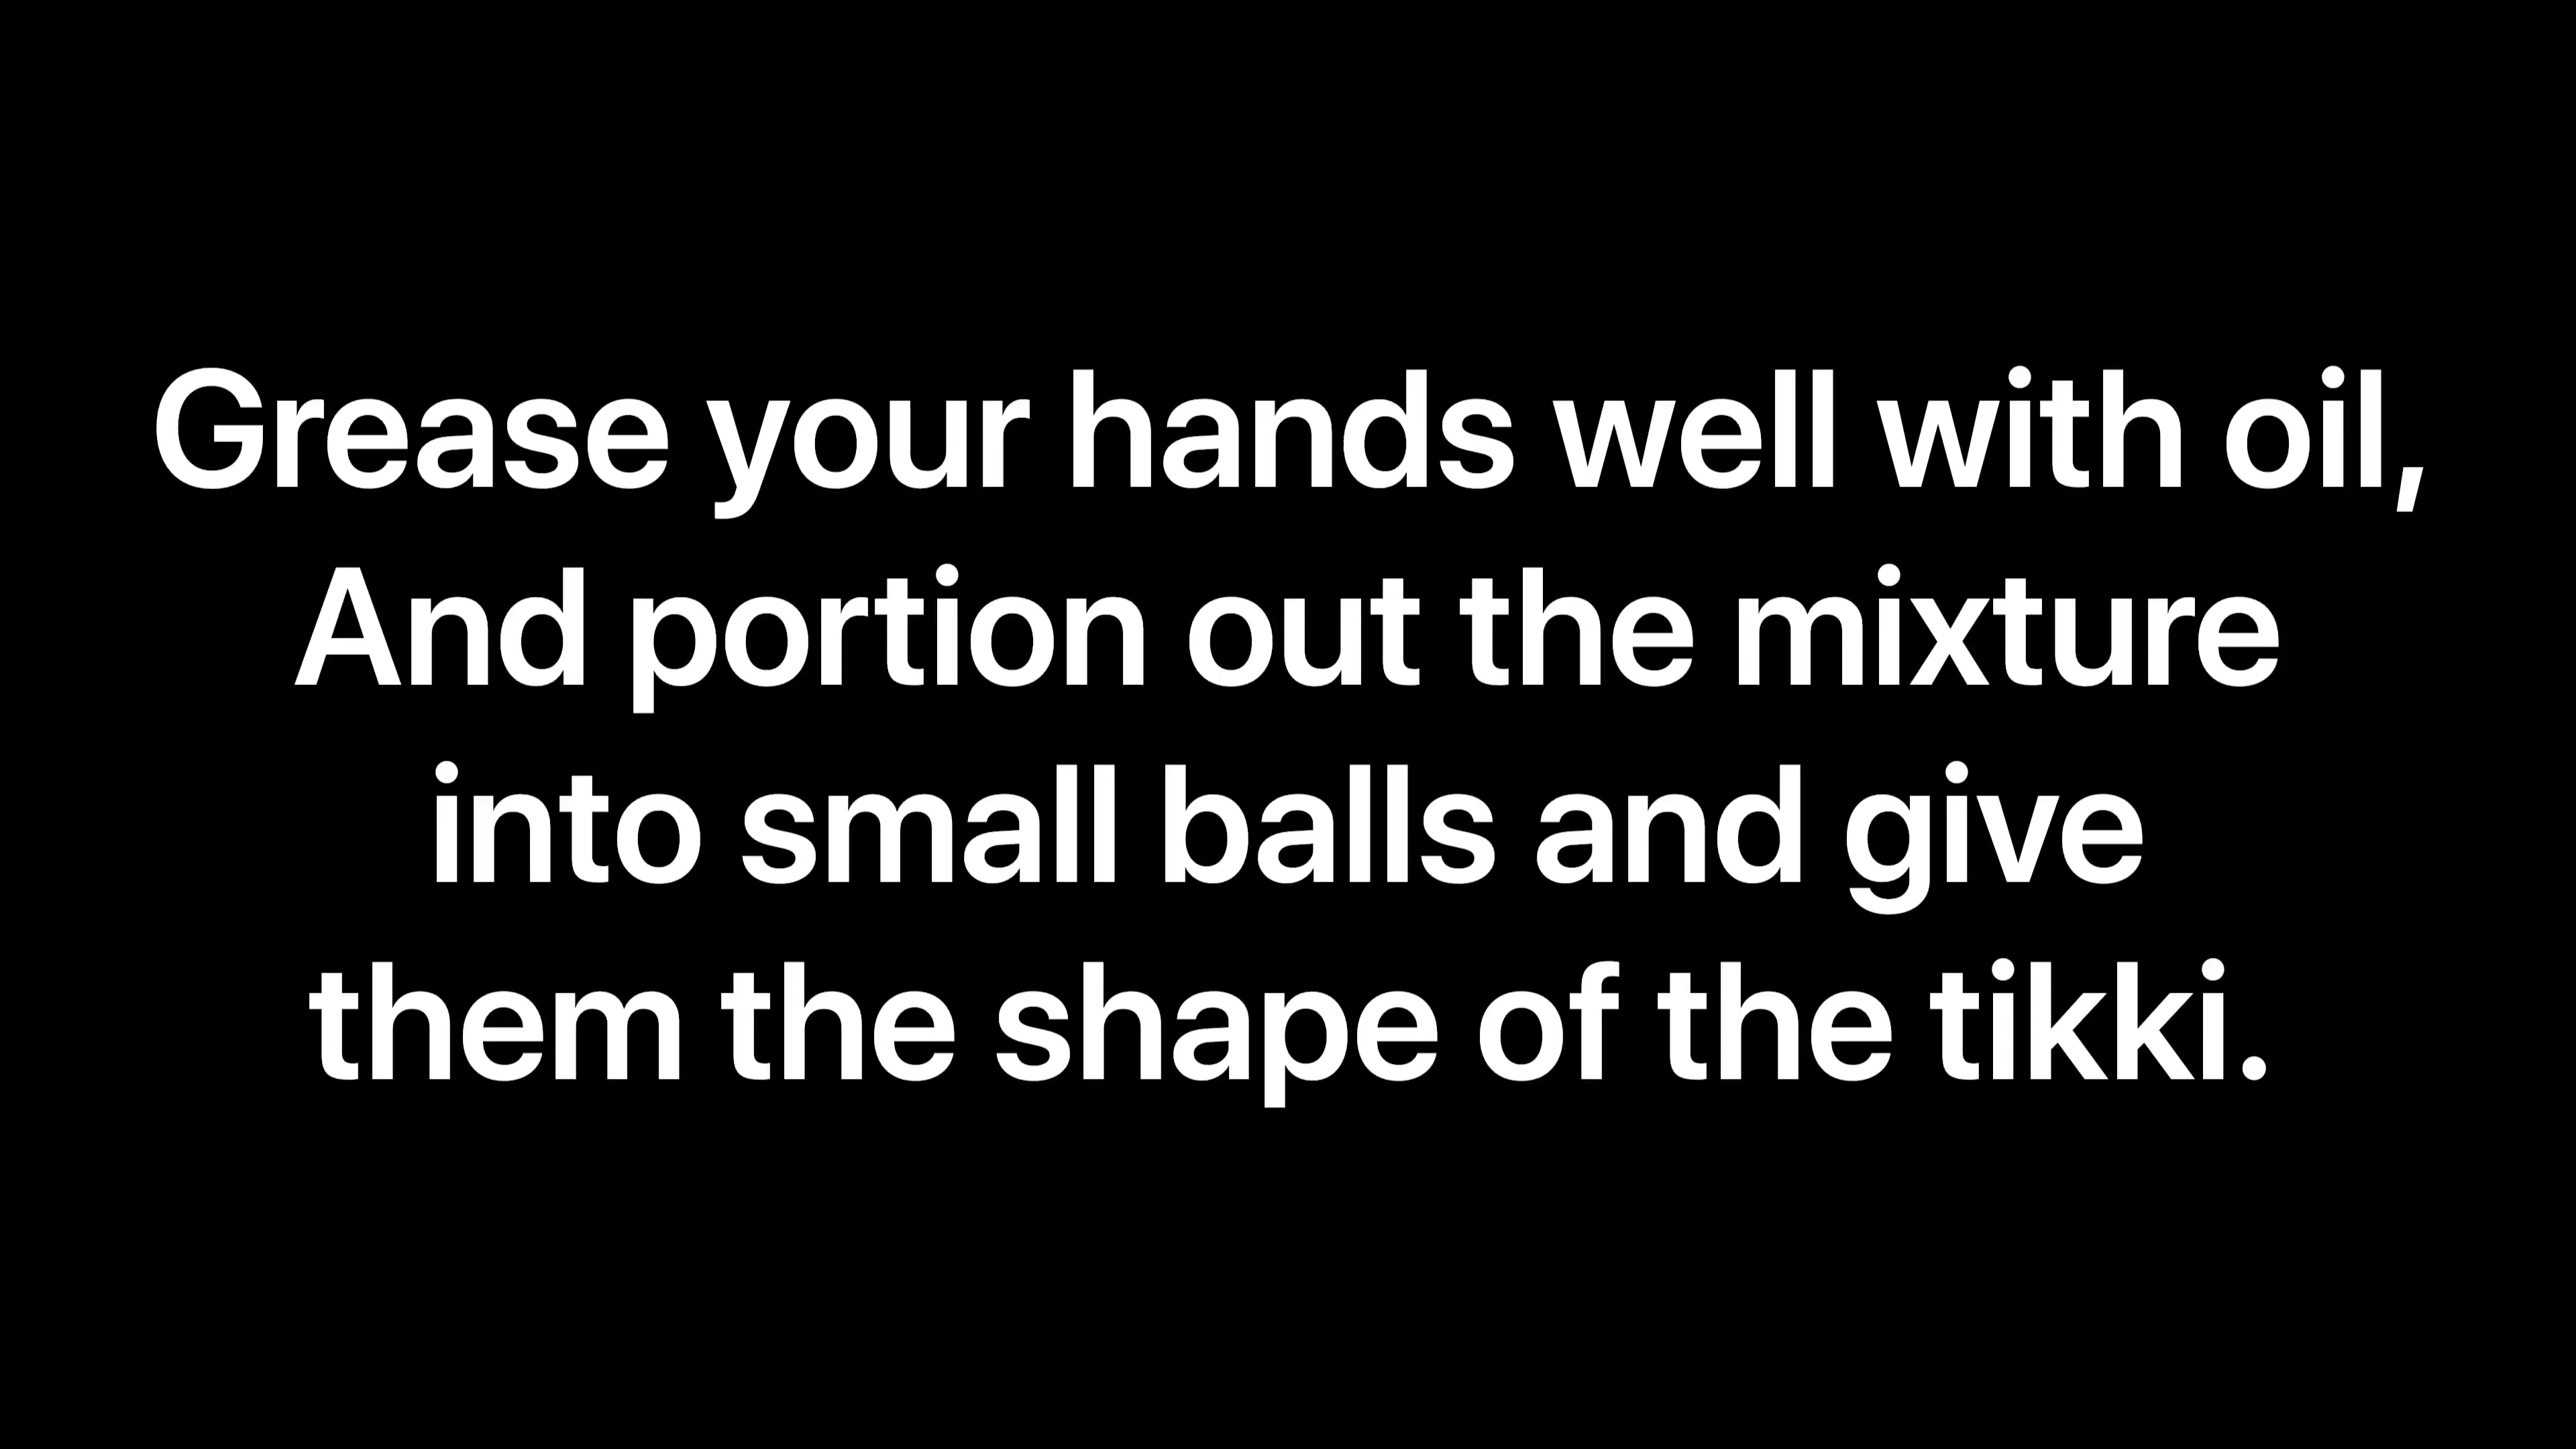 Grease your hands well with oil,
And portion out the mixture
into small balls and give
them the shape of the tikki.